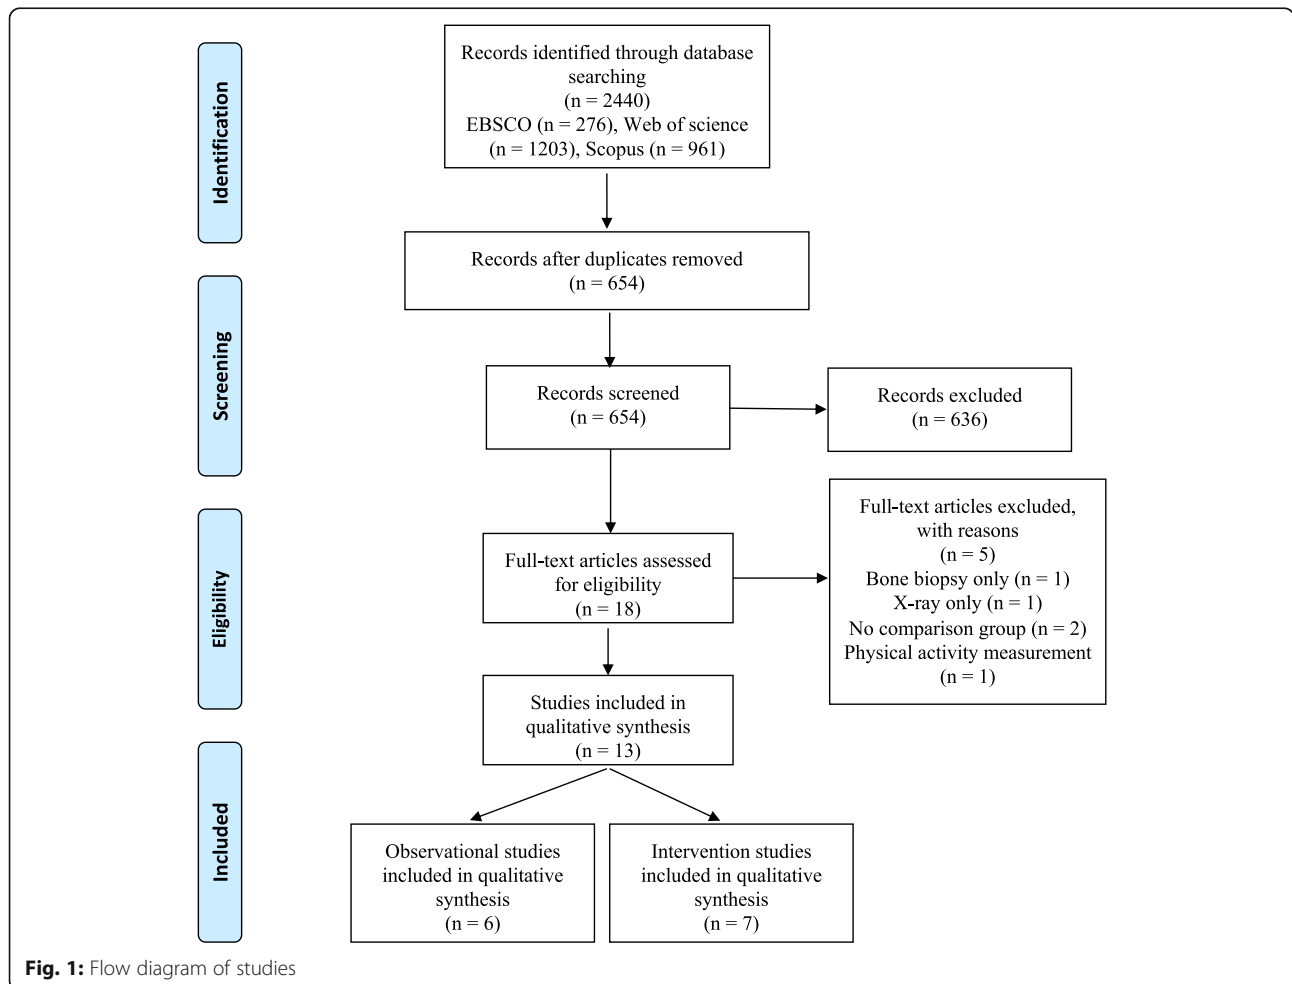 Identification
Records identified through database
searching
(n = 2440)
EBSCO (n = 276), Web of science
(n = 1203), Scopus (n = 961)
Records after duplicates removed
(n = 654)
Screening
Records screened
(n = 654)
Records excluded
(n = 636)
Eligibility
Full-text articles assessed
for eligibility
(n = 18)
Full-text articles excluded,
with reasons
(n = 5)
Bone biopsy only (n = 1)
X-ray only (n = 1)
No comparison group (n = 2)
Physical activity measurement
(n = 1)
Studies included in
qualitative synthesis
(n = 13)
Included
Observational studies
included in qualitative
synthesis
(n = 6)
Intervention studies
included in qualitative
synthesis
(n = 7)
Fig. 1: Flow diagram of studies